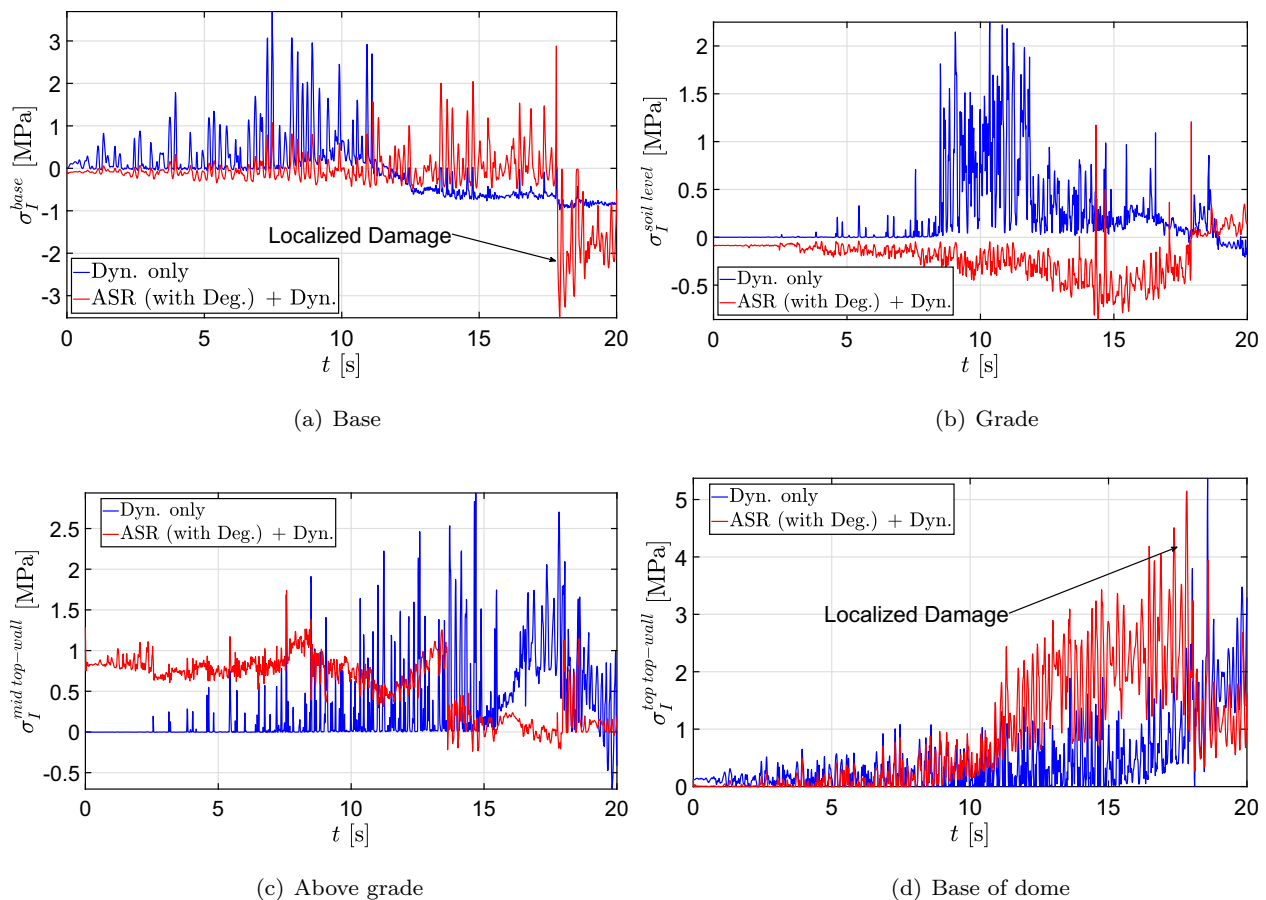 3
2
1
0
-1
-2
-3
σ_I^{base} [MPa]
Localized Damage
Dyn. only
ASR (with Deg.) + Dyn.
0 5 10 15 20
t [s]
(a) Base
2
1.5
1
0.5
0
-0.5
σ_I^{soil level} [MPa]
Dyn. only
ASR (with Deg.) + Dyn.
0 5 10 15 20
t [s]
(b) Grade
2.5
2
1.5
1
0.5
0
-0.5
σ_I^{mid top-wall} [MPa]
Dyn. only
ASR (with Deg.) + Dyn.
0 5 10 15 20
t [s]
(c) Above grade
5
4
3
2
1
0
σ_I^{top top-wall} [MPa]
Dyn. only
ASR (with Deg.) + Dyn.
Localized Damage
0 5 10 15 20
t [s]
(d) Base of dome